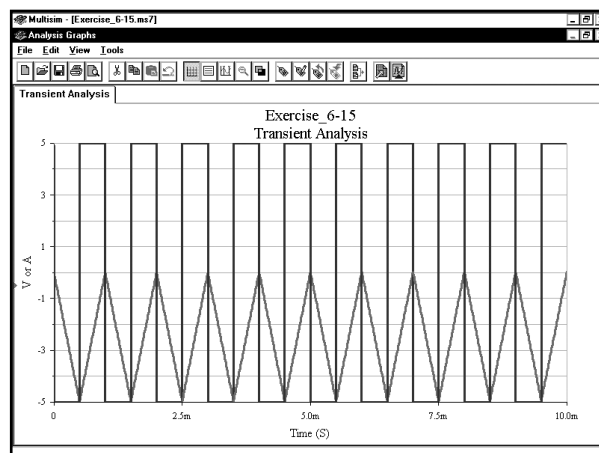 Multisim - [Exercise_6-15.ms7]
Analysis Graphs
File Edit View Tools
Transient Analysis
Exercise_6-15
Transient Analysis
5
3
1
-1
-3
-5
V or A
0 2.5m 5.0m 7.5m 10.0m
Time (S)